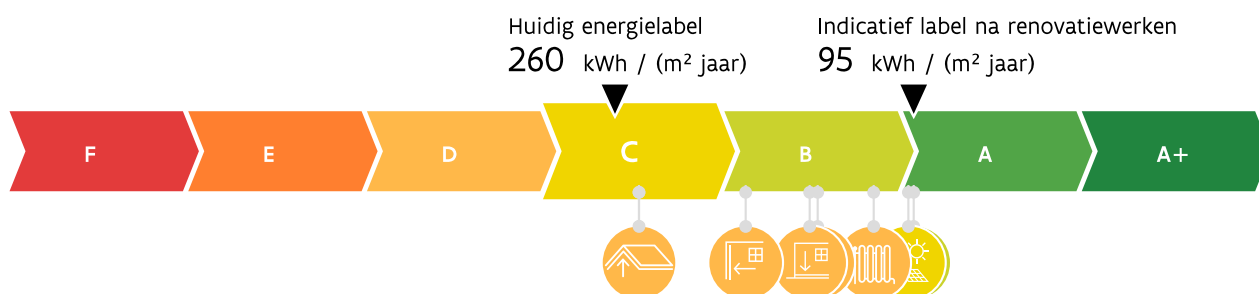 Huidig energielabel
260 kWh / (m² jaar)
Indicatief label na renovatiewerken
95 kWh / (m² jaar)
F E D C B A A+